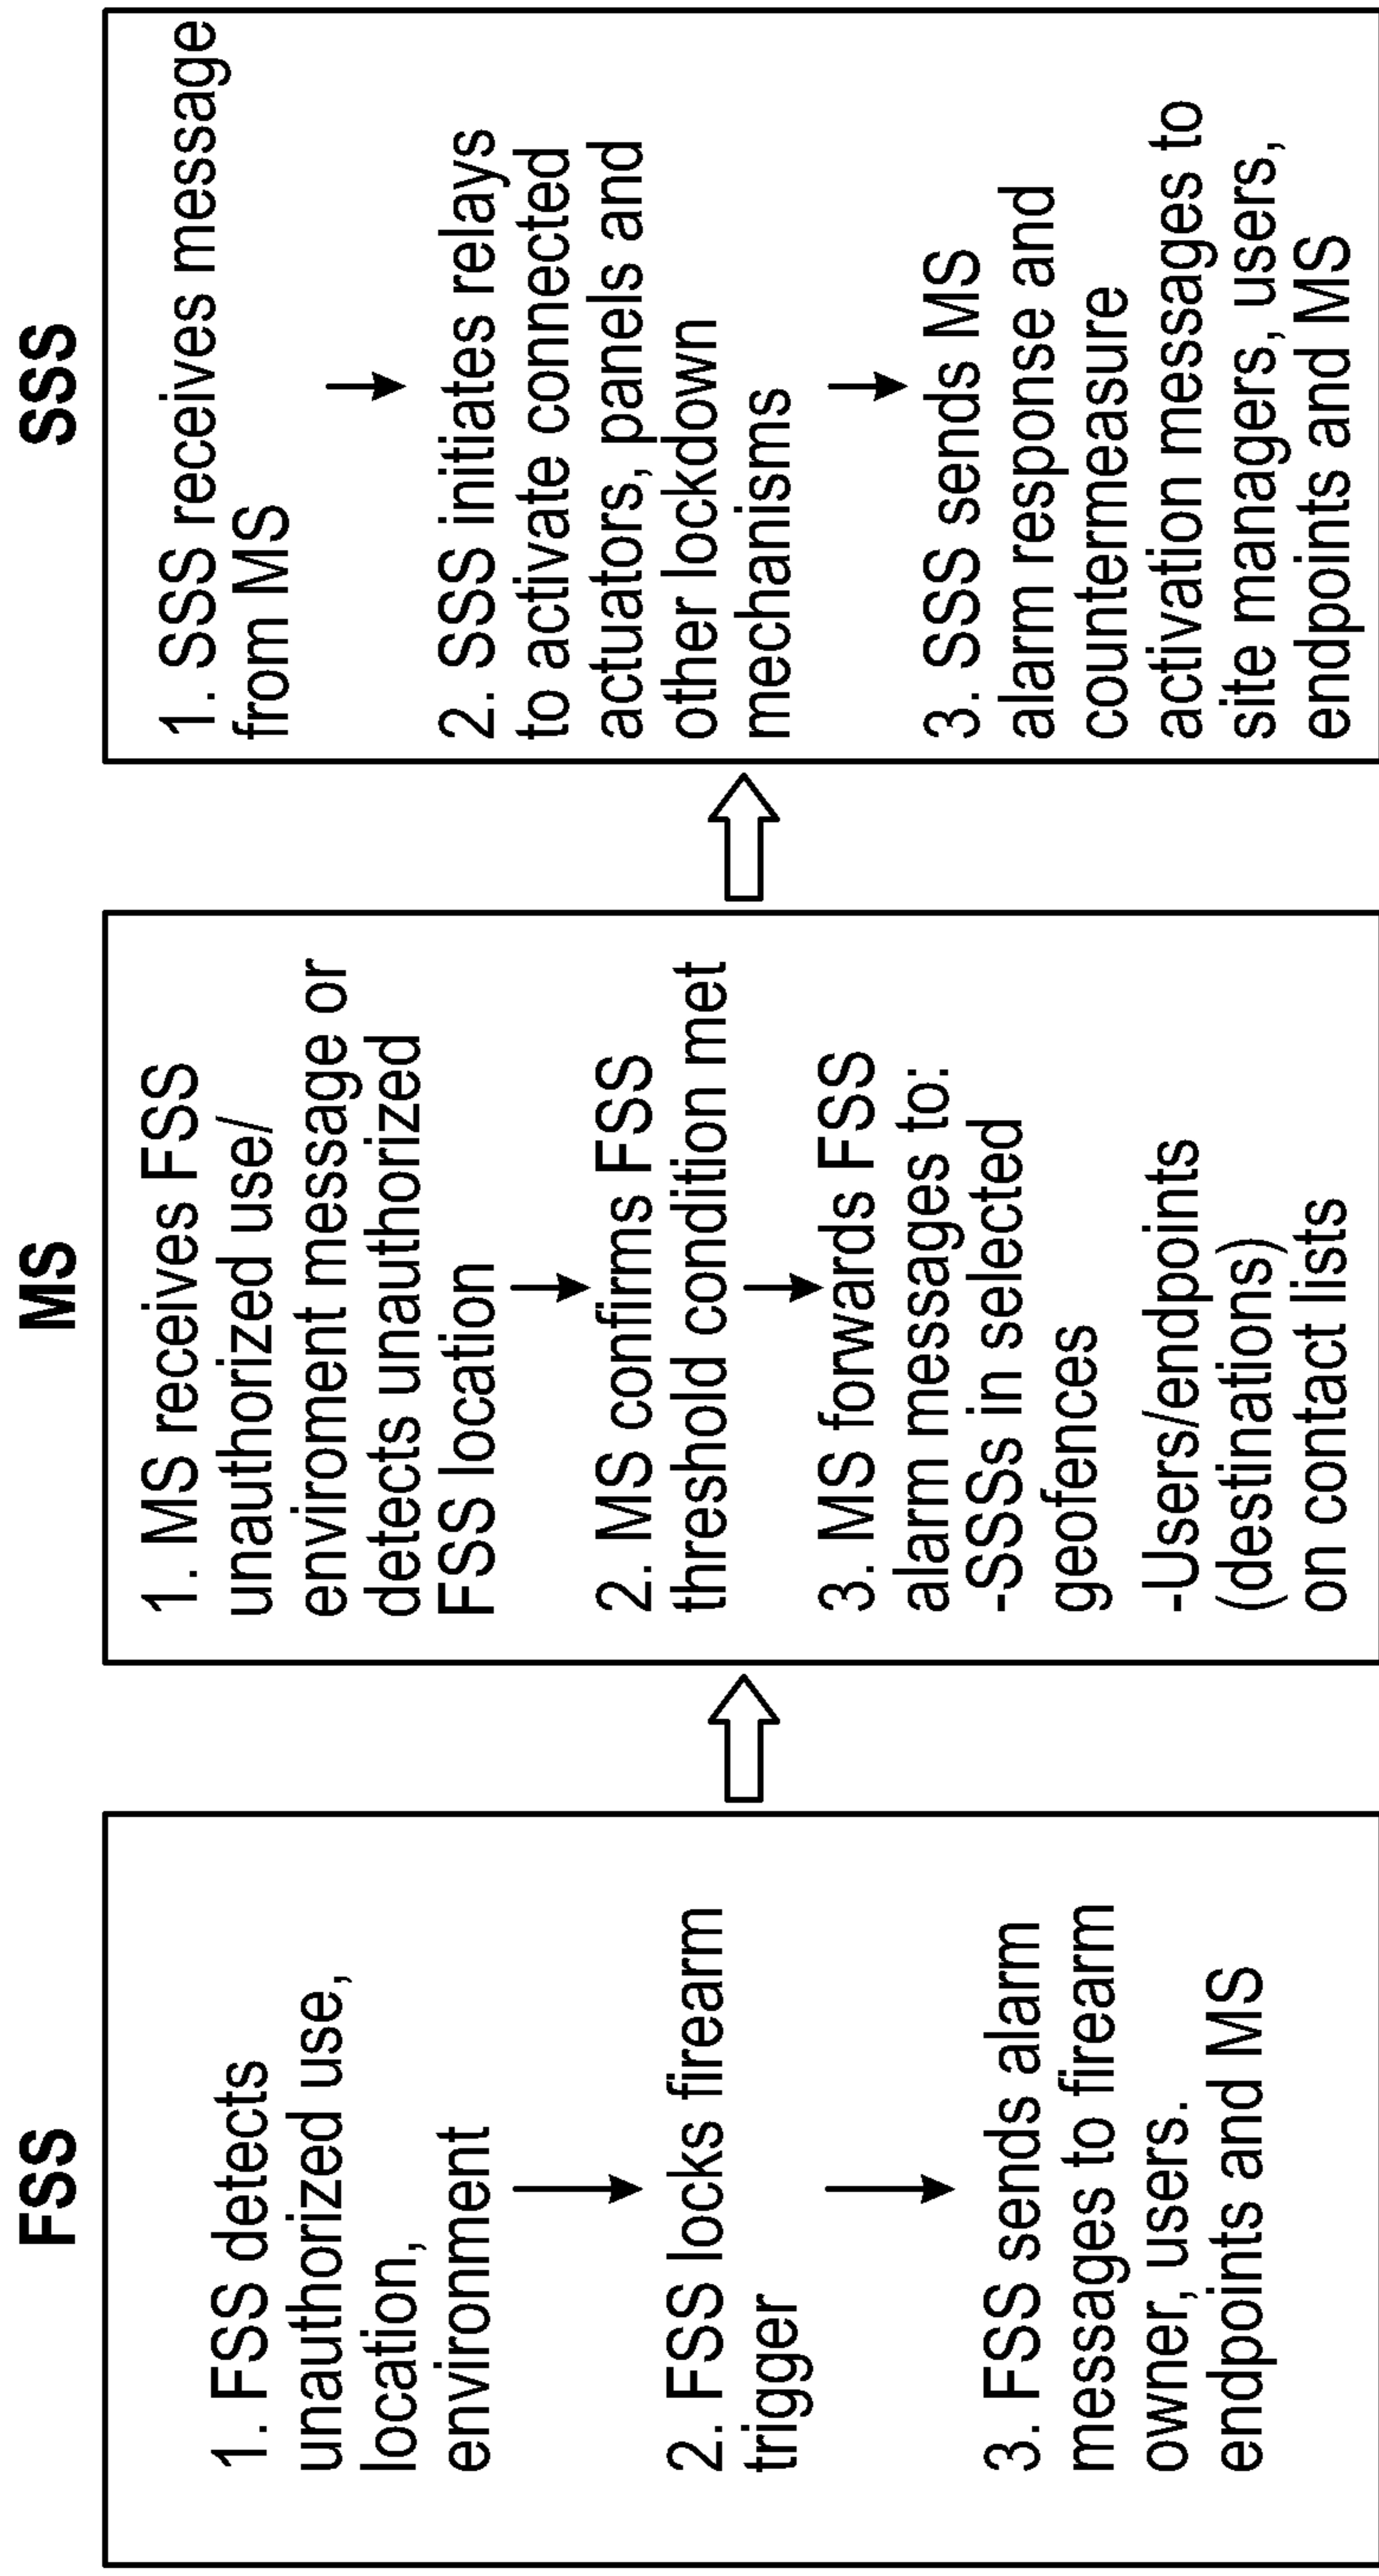 FSS
1. FSS detects
unauthorized use,
location,
environment
2. FSS locks firearm
trigger
3. FSS sends alarm
messages to firearm
owner, users.
endpoints and MS
MS
1. MS receives FSS
unauthorized use/
enviroment message or
detects unauthorized
FSS location
2. MS confirms FSS
threshold condition met
3. MS forwards FSS
alarm messages to:
-SSSs in selected
geofences
-Users/endpoints
(destinations)
on contact lists
SSS
1. SSS receives message
from MS
2. SSS initiates relays
to activate connected
actuators, panels and
other lockdown
mechanisms
3. SSS sends MS
alarm response and
countermeasure
activation messages to
site managers, users,
endpoints and MS